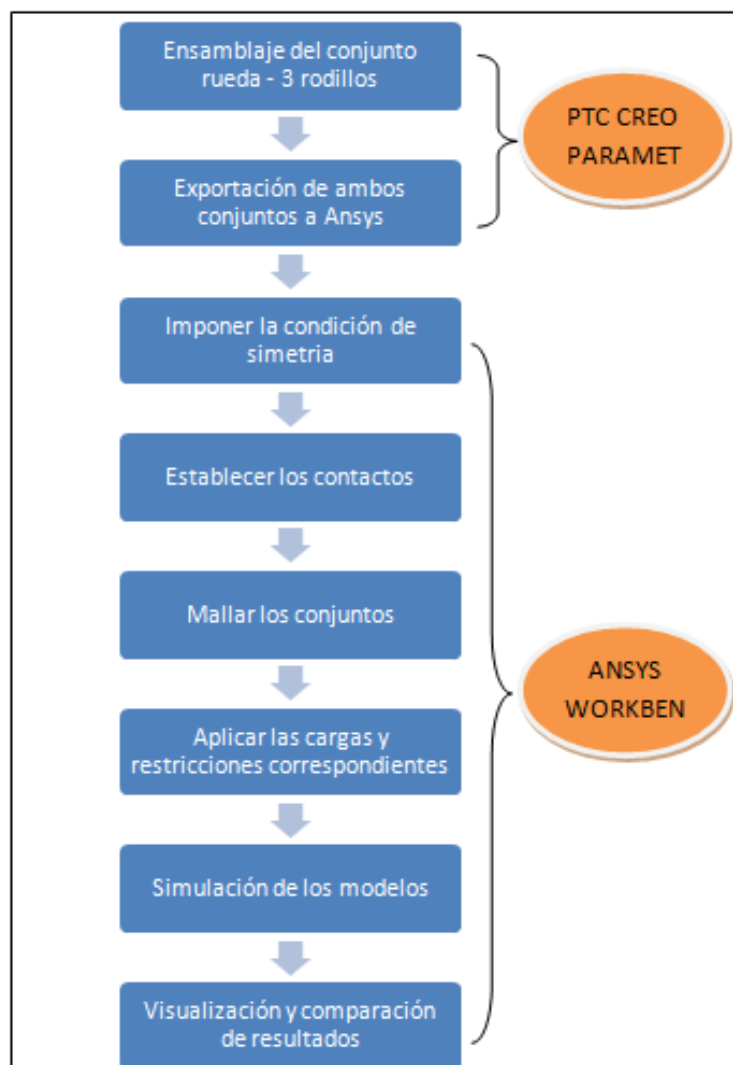 Ensamblaje del conjunto
rueda - 3 rodillos
PTC CREO
PARAMET
Exportación de ambos
conjuntos a Ansys
Imponer la condición de
simetria
Establecer los contactos
Mallar los conjuntos
ANSYS
WORKBEN
Aplicar las cargas y
restricciones correspondientes
Simulación de los modelos
Visualización y comparación
de resultados